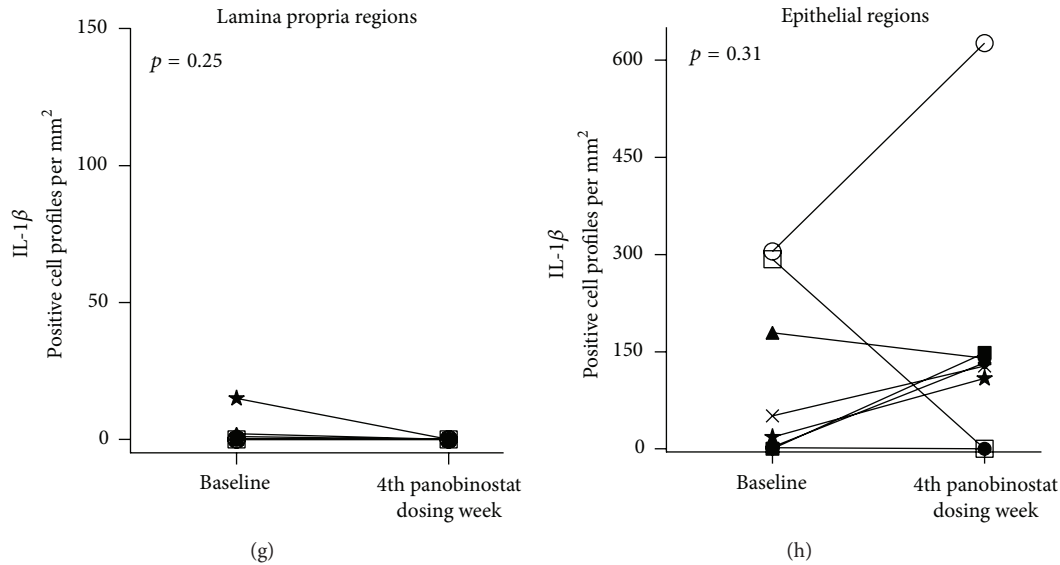 Lamina propria regions
p = 0.25
IL-1β
Positive cell profiles per mm²
150
100
50
0
Baseline
4th panobinostat
dosing week
(g)
Epithelial regions
p = 0.31
IL-1β
Positive cell profiles per mm²
600
450
300
150
0
Baseline
4th panobinostat
dosing week
(h)